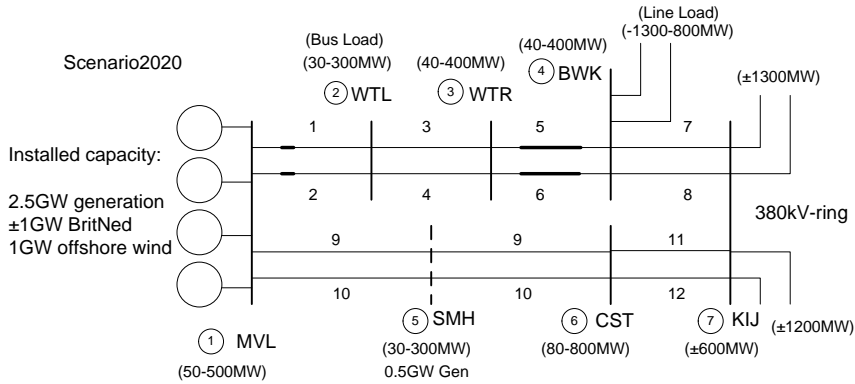 (Line Load)
(-1300-800MW)
(Bus Load)
(40-400MW)
Scenario2020
(30-300MW)
(40-400MW)
4 BWK
(±1300MW)
2 WTL
3 WTR
1
3
5
7
Installed capacity:
2.5GW generation
2
4
6
8
±1GW BritNed
380kV-ring
1GW offshore wind
9
9
11
10
10
12
5 SMH
6 CST
7 KIJ
(±1200MW)
1 MVL
(30-300MW)
(80-800MW)
(±600MW)
(50-500MW)
0.5GW Gen